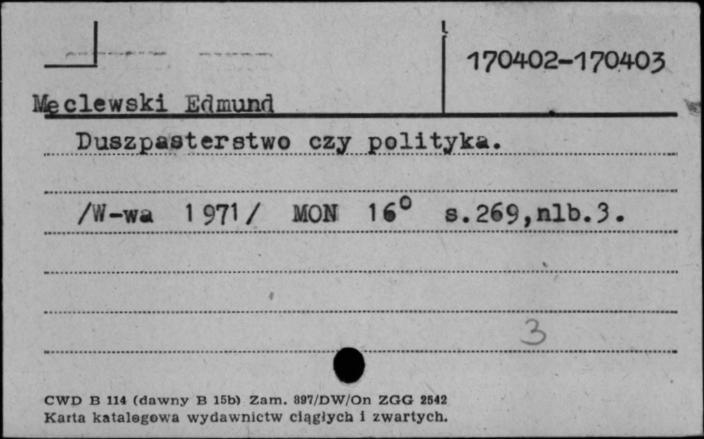 170402-170403
Męclewski Edmund
Duszpasterstwo czy polityka.
/W-wa 1971/ MON 16° s.269,nlb.3.
3
CWD B 114 (dawny B 15b) Zam. 897/DW/On ZGG 2542
Karta katalogowa wydawnictw ciągłych i zwartych.